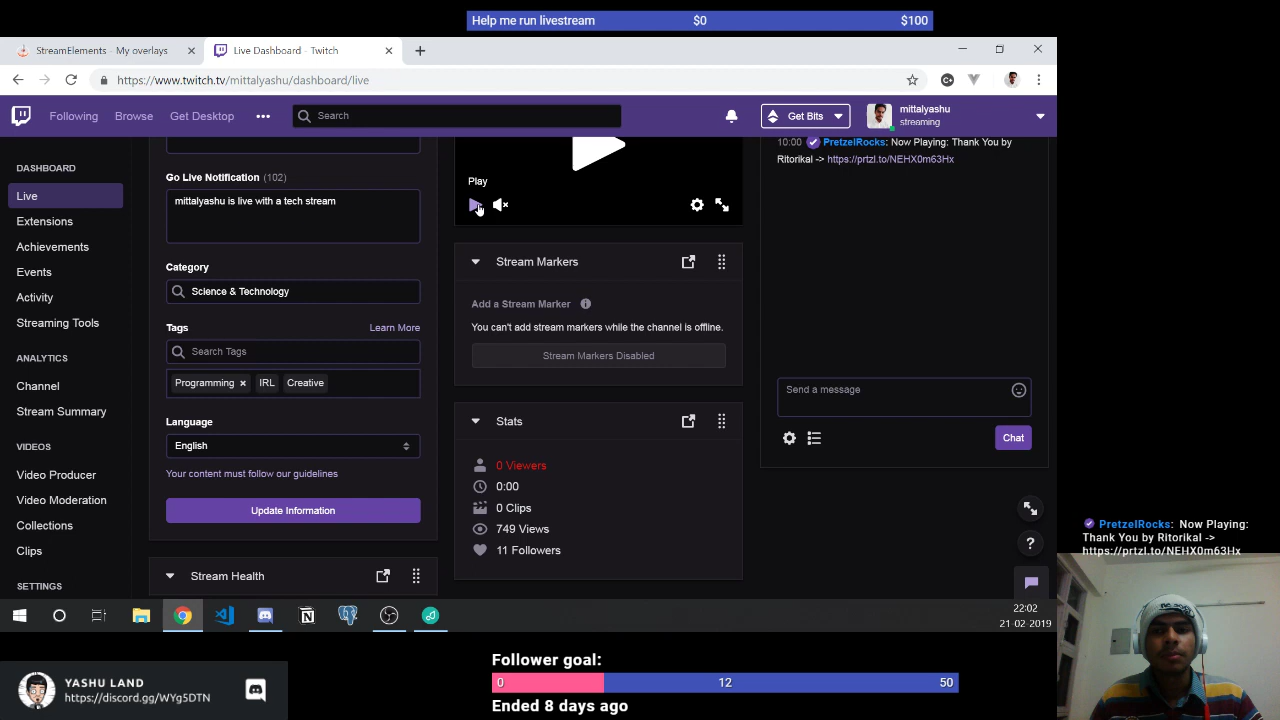 Help me run livestream $0 $100
StreamElements - My overlays
Live Dashboard - Twitch
https://www.twitch.tv/mittalyashu/dashboard/live
Following
Browse
Get Desktop
Search
Get Bits
mittalyashu
streaming
DASHBOARD
Live
Extensions
Achievements
Events
Activity
Streaming Tools
ANALYTICS
Channel
Stream Summary
VIDEOS
Video Producer
Video Moderation
Collections
Clips
SETTINGS
Go Live Notification (102)
mittalyashu is live with a tech stream
Category
Science & Technology
Tags
Learn More
Search Tags
Programming
IRL
Creative
Language
English
Your content must follow our guidelines
Update Information
Stream Health
Play
Stream Markers
Add a Stream Marker
You can't add stream markers while the channel is offline.
Stream Markers Disabled
Stats
0 Viewers
0:00
0 Clips
749 Views
11 Followers
10:00 PretzelRocks: Now Playing: Thank You by
Ritorikal -> https://prtzl.to/NEHX0m63Hx
Send a message
Chat
?
22:02
21-02-2019
PretzelRocks: Now Playing:
Thank You by Ritorikal ->
https://prtzl.to/NEHX0m63Hx
YASHU LAND
https://discord.gg/WYg5DTN
Follower goal:
0 12 50
Ended 8 days ago